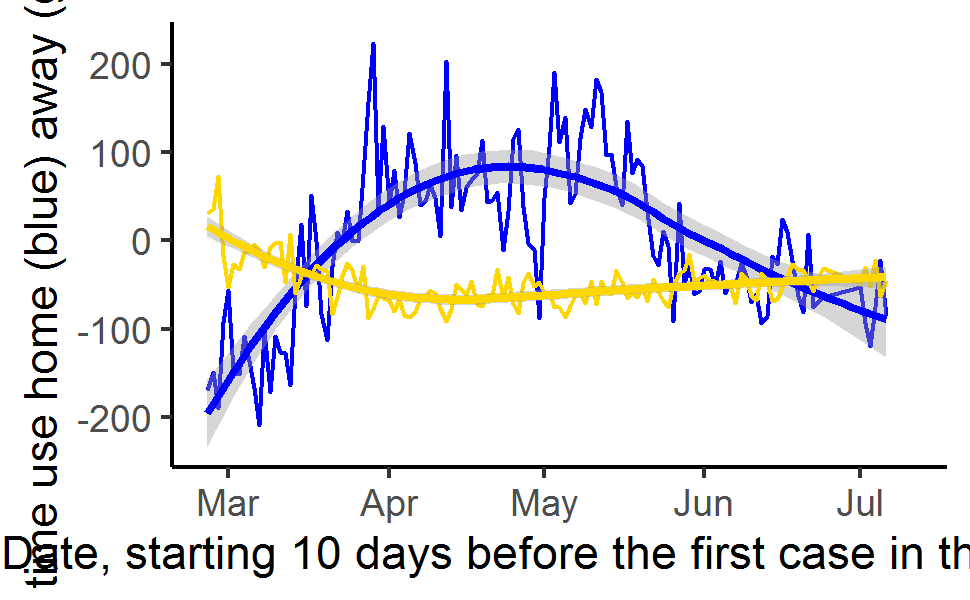 time use home (blue) away (
200
100
0
-100
-200
Mar Apr May Jun Jul
Date, starting 10 days before the first case in th